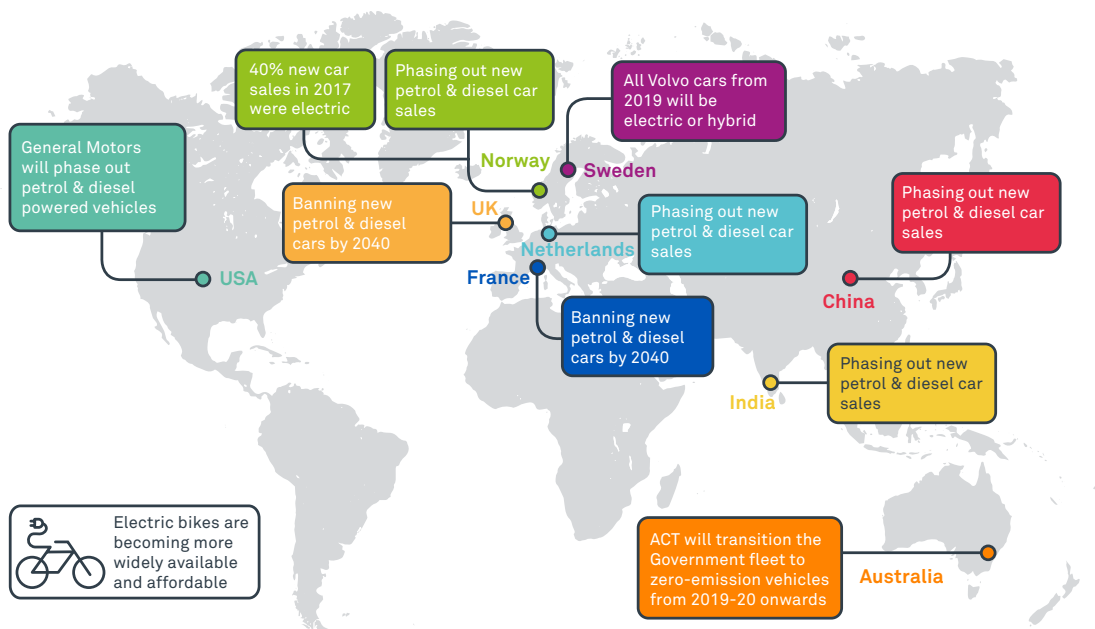 40% new car
sales in 2017
were electric
Phasing out new
petrol & diesel car
sales
Norway
All Volvo cars from
2019 will be
electric or hybrid
Sweden
General Motors
will phase out
petrol & diesel
powered vehicles
USA
Banning new
petrol & diesel
cars by 2040
UK
Phasing out new
petrol & diesel car
sales
Netherlands
Phasing out new
petrol & diesel car
sales
China
France
Banning new
petrol & diesel
cars by 2040
Phasing out new
petrol & diesel car
sales
India
Electric bikes are
becoming more
widely available
and affordable
ACT will transition the
Government fleet to
zero-emission vehicles
from 2019-20 onwards
Australia